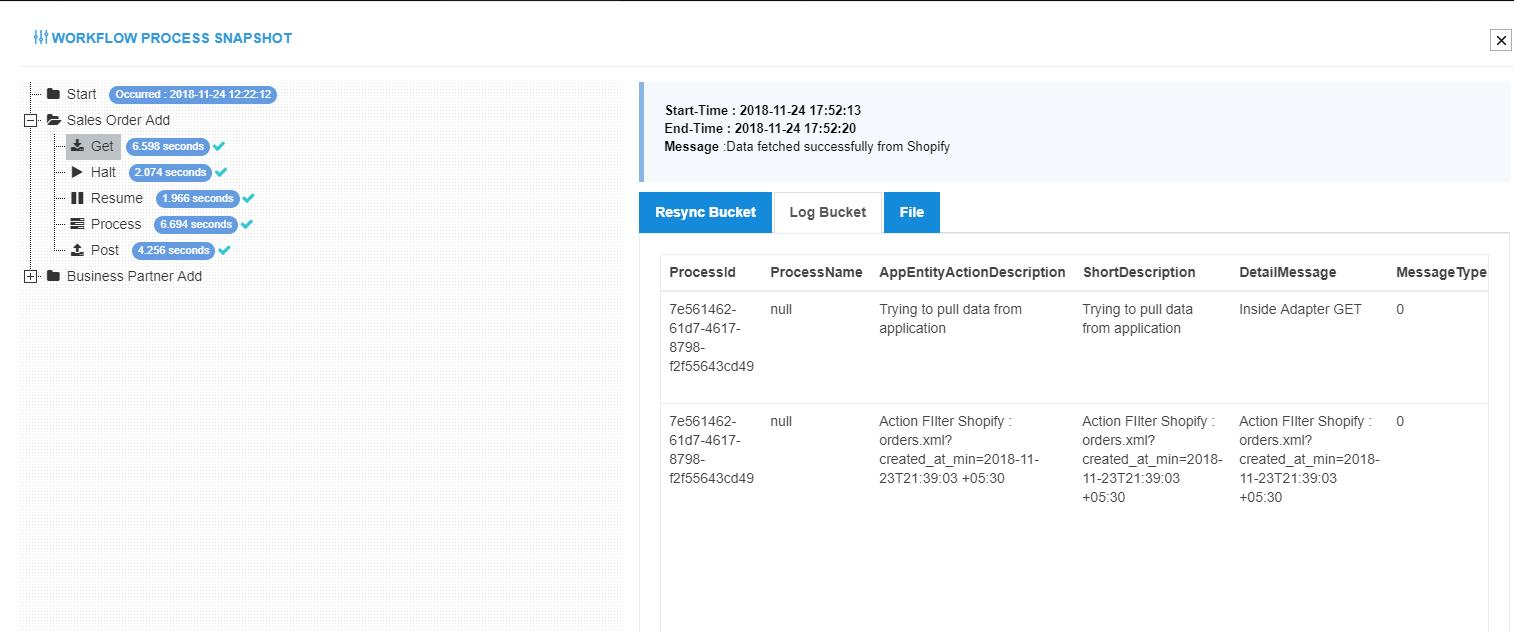 WORKFLOW PROCESS SNAPSHOT
Start Occurred : 2018-11-24 12:22:12
Sales Order Add
Get 6.598 seconds
Halt 2.074 seconds
Resume 1.966 seconds
Process 6.694 seconds
Post 4.256 seconds
Business Partner Add
Start-Time : 2018-11-24 17:52:13
End-Time : 2018-11-24 17:52:20
Message :Data fetched successfully from Shopify
Resync Bucket Log Bucket File
ProcessId ProcessName AppEntityActionDescription ShortDescription DetailMessage MessageType
7e561462- null Trying to pull data from Trying to pull data Inside Adapter GET 0
61d7-4617- application from application
8798-
f2f55643cd49
7e561462- null Action FIlter Shopify : Action FIlter Shopify : Action FIlter Shopify : 0
61d7-4617- orders.xml? orders.xml? orders.xml?
8798- created_at_min=2018-11- created_at_min=2018- created_at_min=2018-
f2f55643cd49 23T21:39:03 +05:30 11-23T21:39:03 11-23T21:39:03
+05:30 +05:30